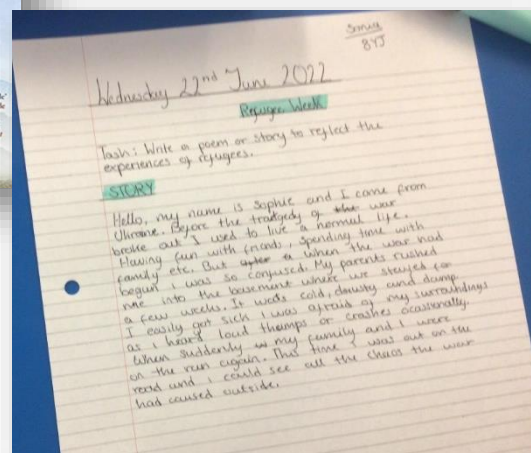 8YJ
Wednesday 22nd June 2022
Refugee Week
Task: Write a poem or story to reflect the
experiences of refugees.
STORY
Hello, my name is Sophie and I come from
Ukraine. Before the tradgedy of the war
broke out I used to live a normal life.
Having fun with friends, spending time with
family etc. But when the war had
begun i was so confused. My parents rushed
me into the basement where we stayed for
a few weeks. It was cold, dousty and damp.
I easily got sick I was afraid of my surroundings
as i heard loud thumps or crashes ocassionally.
When suddenly my family and I were
on the run again. This time i was out on the
road and i could see all the chaos the war
had caused outside.